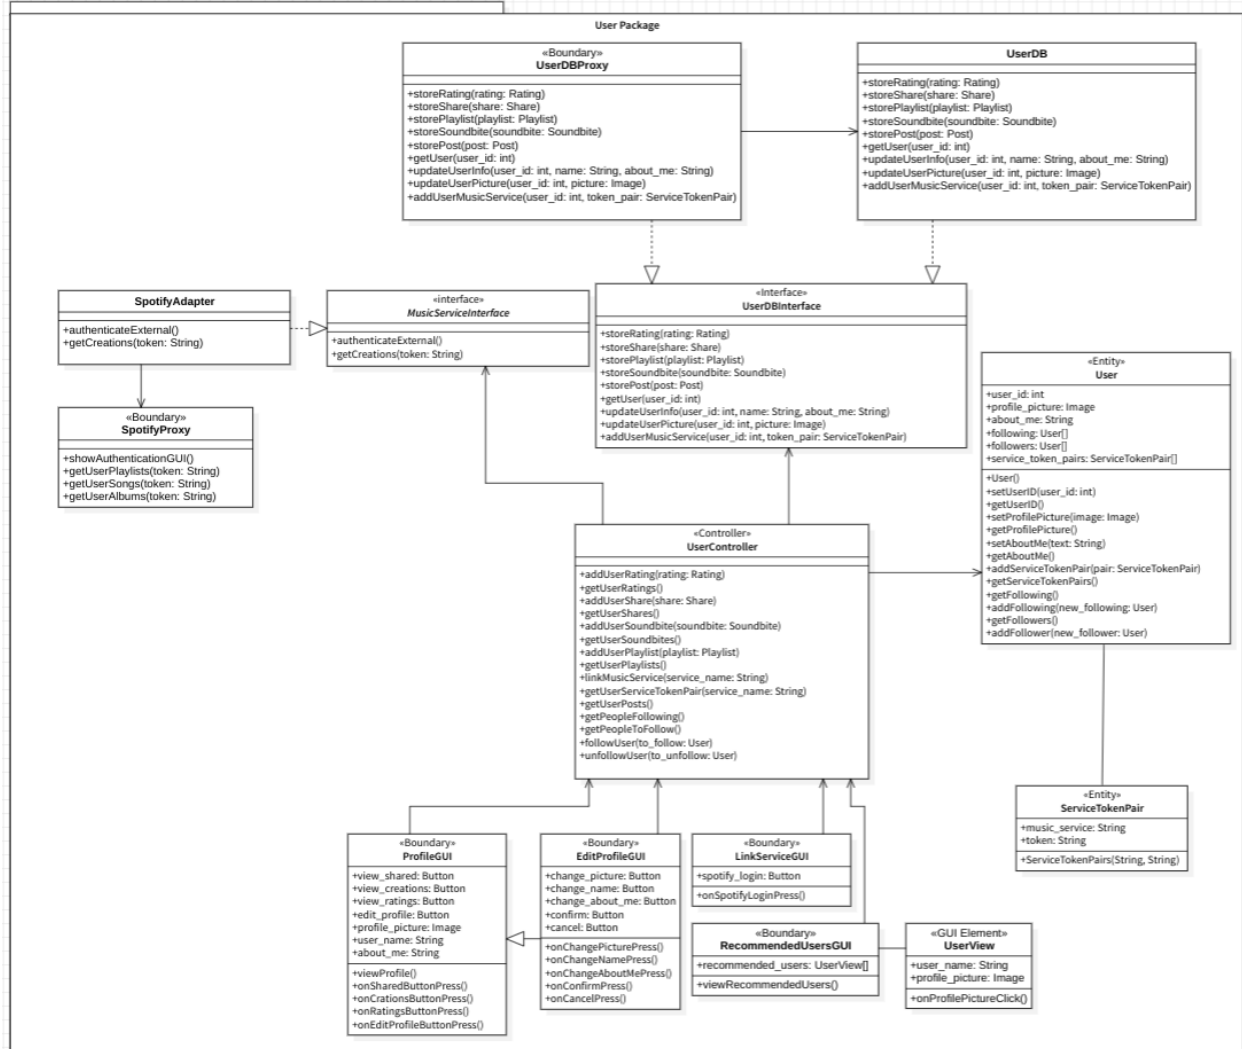 User Package
«Boundary»
UserDBProxy
+storeRating(rating: Rating)
+storeShare(share: Share)
+storePlaylist(playlist: Playlist)
+storeSoundbite(soundbite: Soundbite)
+storePost(post: Post)
+getUser(user_id: int)
+updateUserInfo(user_id: int, name: String, about_me: String)
+updateUserPicture(user_id: int, picture: Image)
+addUserMusicService(user_id: int, token_pair: ServiceTokenPair)
UserDB
+storeRating(rating: Rating)
+storeShare(share: Share)
+storePlaylist(playlist: Playlist)
+storeSoundbite(soundbite: Soundbite)
+storePost(post: Post)
+getUser(user_id: int)
+updateUserInfo(user_id: int, name: String, about_me: String)
+updateUserPicture(user_id: int, picture: Image)
+addUserMusicService(user_id: int, token_pair: ServiceTokenPair)
SpotifyAdapter
+authenticateExternal()
+getCreations(token: String)
«interface»
MusicServiceInterface
+authenticateExternal()
+getCreations(token: String)
«Interface»
UserDBInterface
+storeRating(rating: Rating)
+storeShare(share: Share)
+storePlaylist(playlist: Playlist)
+storeSoundbite(soundbite: Soundbite)
+storePost(post: Post)
+getUser(user_id: int)
+updateUserInfo(user_id: int, name: String, about_me: String)
+updateUserPicture(user_id: int, picture: Image)
+addUserMusicService(user_id: int, token_pair: ServiceTokenPair)
«Entity»
User
+user_id: int
+profile_picture: Image
+about_me: String
+following: User[]
+followers: User[]
+service_token_pairs: ServiceTokenPair[]
+User()
+setUserID(user_id: int)
+getUserID()
+setProfilePicture(image: Image)
+getProfilePicture()
+setAboutMe(text: String)
+getAboutMe()
+addServiceTokenPair(pair: ServiceTokenPair)
+getServiceTokenPairs()
+getFollowing()
+addFollowing(new_following: User)
+getFollowers()
+addFollower(new_follower: User)
«Boundary»
SpotifyProxy
+showAuthenticationGUI()
+getUserPlaylists(token: String)
+getUserSongs(token: String)
+getUserAlbums(token: String)
«Controller»
UserController
+addUserRating(rating: Rating)
+getUserRatings()
+addUserShare(share: Share)
+getUserShares()
+addUserSoundbite(soundbite: Soundbite)
+getUserSoundbites()
+addUserPlaylist(playlist: Playlist)
+getUserPlaylists()
+linkMusicService(service_name: String)
+getUserServiceTokenPair(service_name: String)
+getUserPosts()
+getPeopleFollowing()
+getPeopleToFollow()
+followUser(to_follow: User)
+unfollowUser(to_unfollow: User)
«Entity»
ServiceTokenPair
+music_service: String
+token: String
+ServiceTokenPairs(String, String)
«Boundary»
ProfileGUI
+view_shared: Button
+view_creations: Button
+view_ratings: Button
+edit_profile: Button
+profile_picture: Image
+user_name: String
+about_me: String
+viewProfile()
+onSharedButtonPress()
+onCrationsButtonPress()
+onRatingsButtonPress()
+onEditProfileButtonPress()
«Boundary»
EditProfileGUI
+change_picture: Button
+change_name: Button
+change_about_me: Button
+confirm: Button
+cancel: Button
+onChangePicturePress()
+onChangeNamePress()
+onChangeAboutMePress()
+onConfirmPress()
+onCancelPress()
«Boundary»
LinkServiceGUI
+spotify_login: Button
+onSpotifyLoginPress()
«Boundary»
RecommendedUsersGUI
+recommended_users: UserView[]
+viewRecommendedUsers()
«GUI Element»
UserView
+user_name: String
+profile_picture: Image
+onProfilePictureClick()